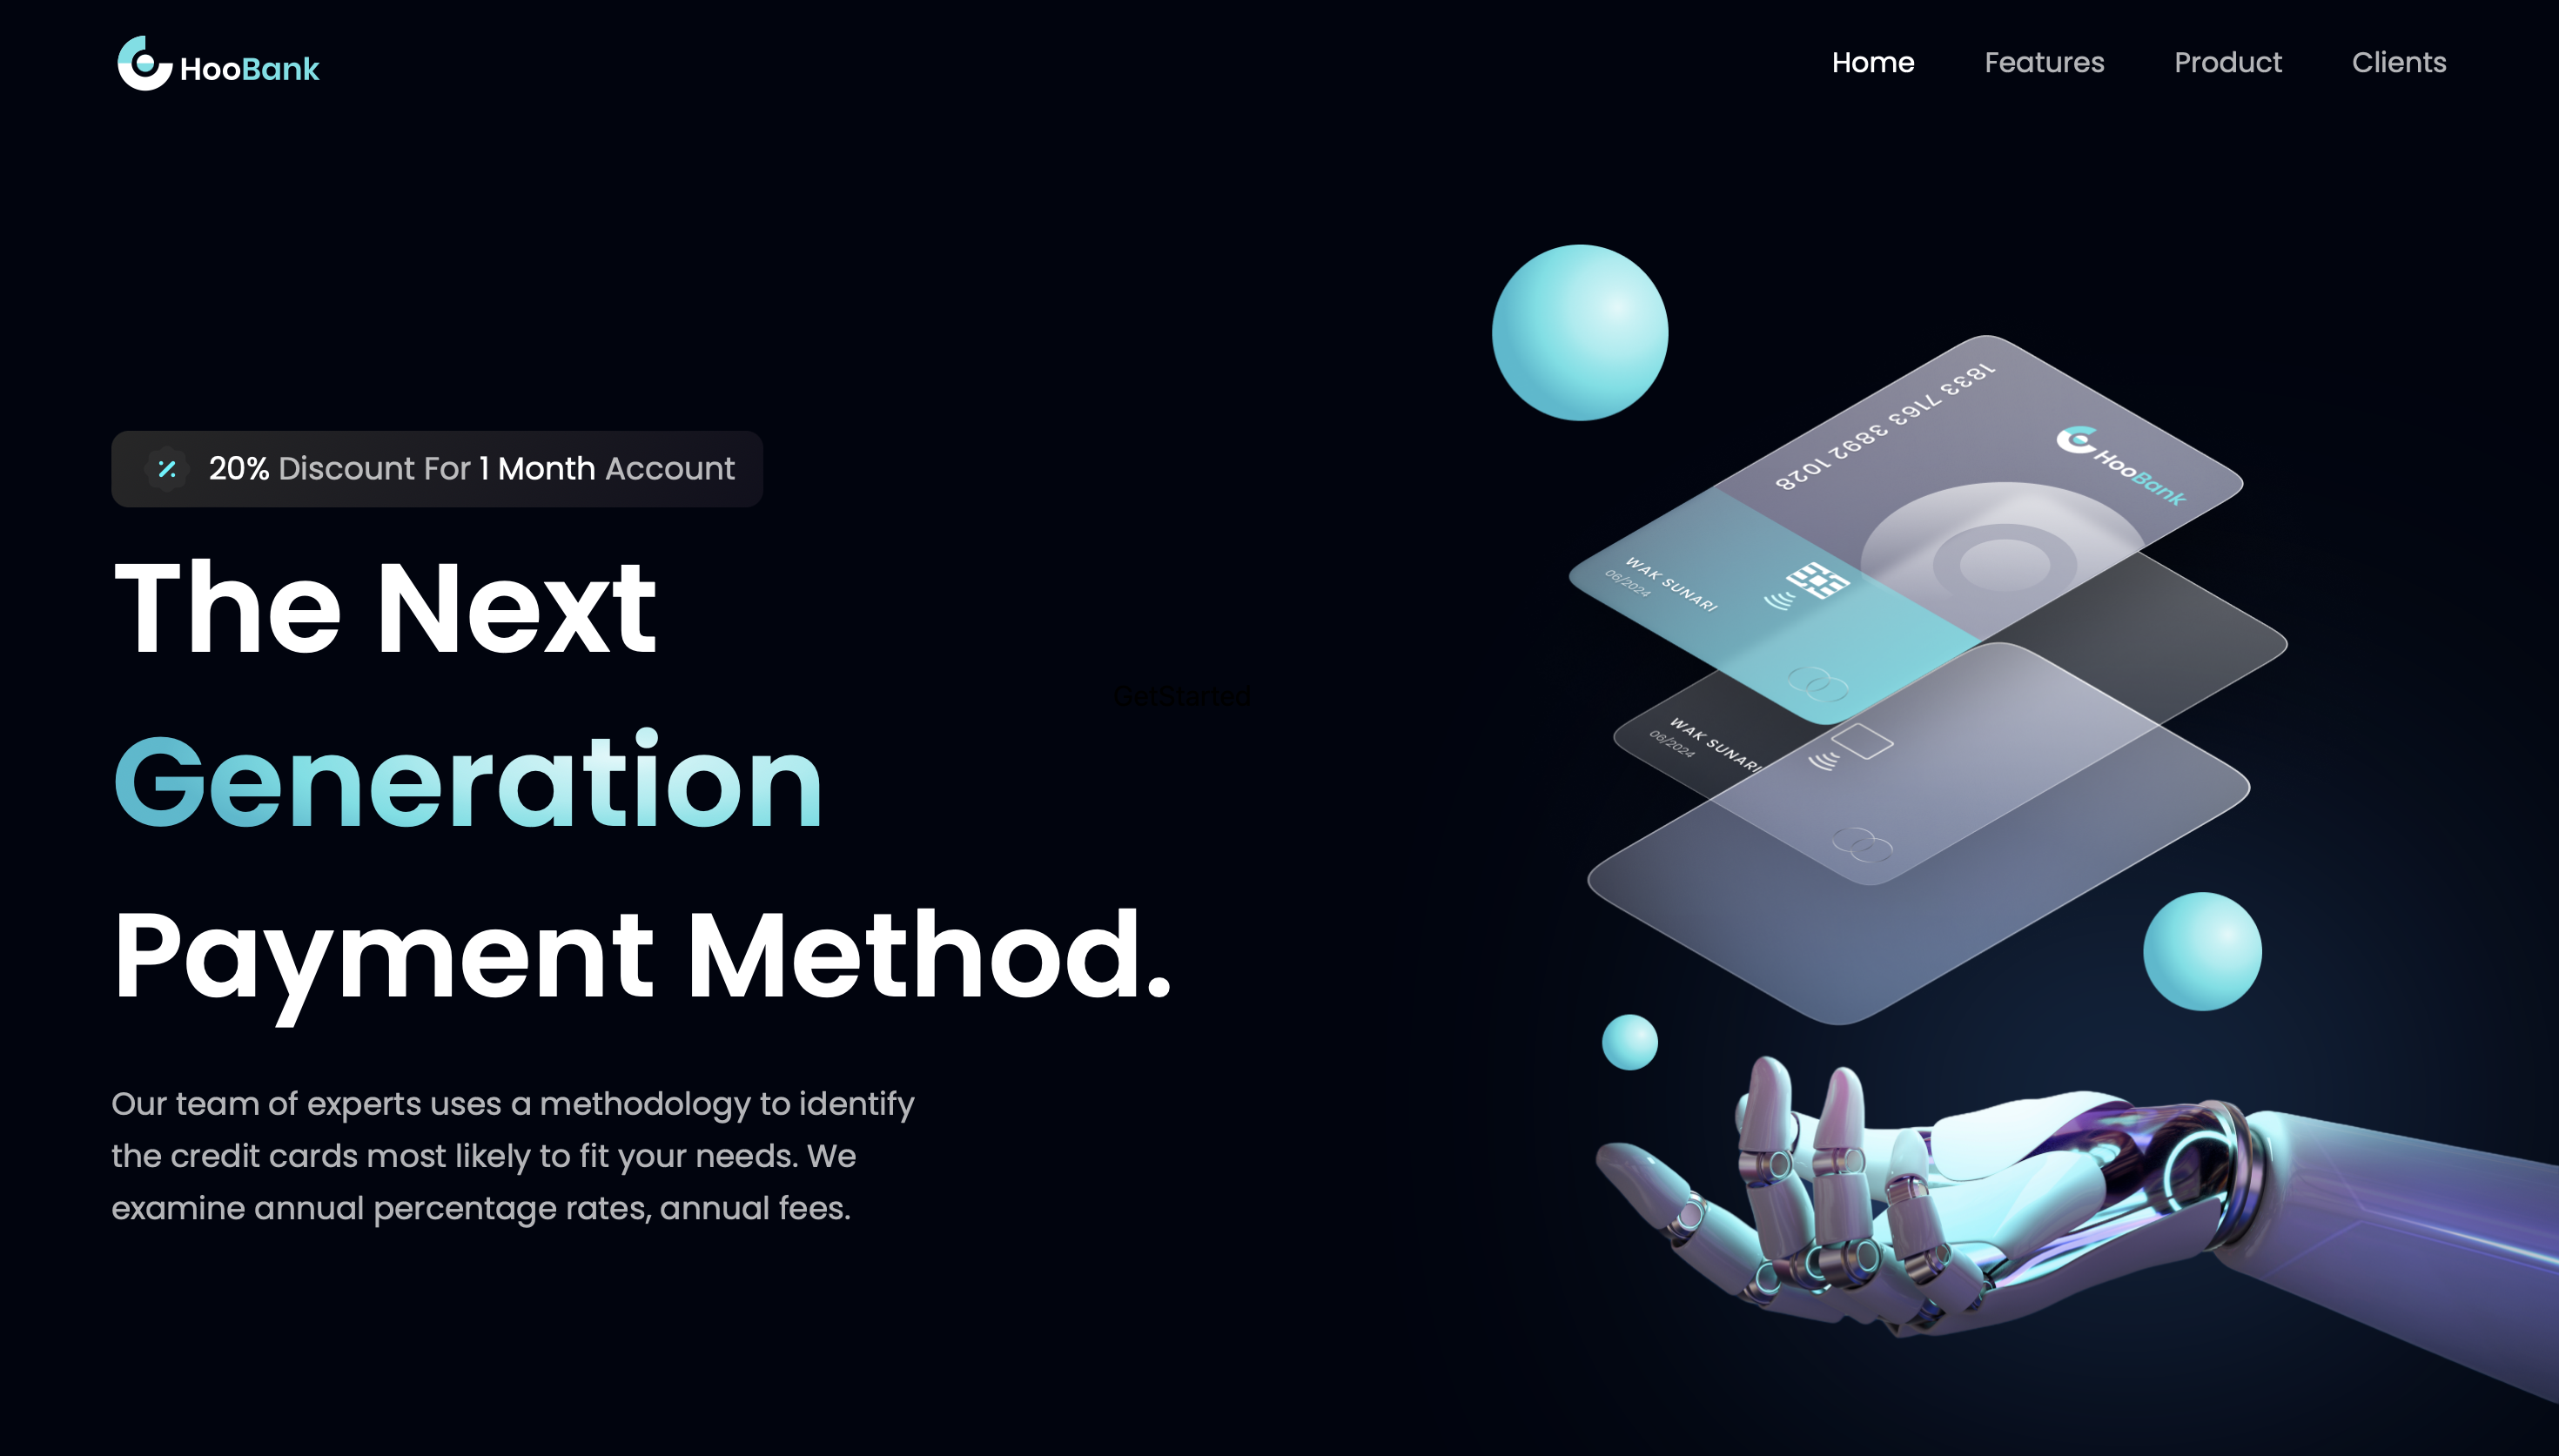 HooBank
Home Features Product Clients
20% Discount For 1 Month Account
The Next
GetStarted
Generation
Payment Method.
Our team of experts uses a methodology to identify
the credit cards most likely to fit your needs. We
examine annual percentage rates, annual fees.
1833 7163 3892 1028
HooBank
WAK SUNARI
06/2024
WAK SUNARI
06/2024